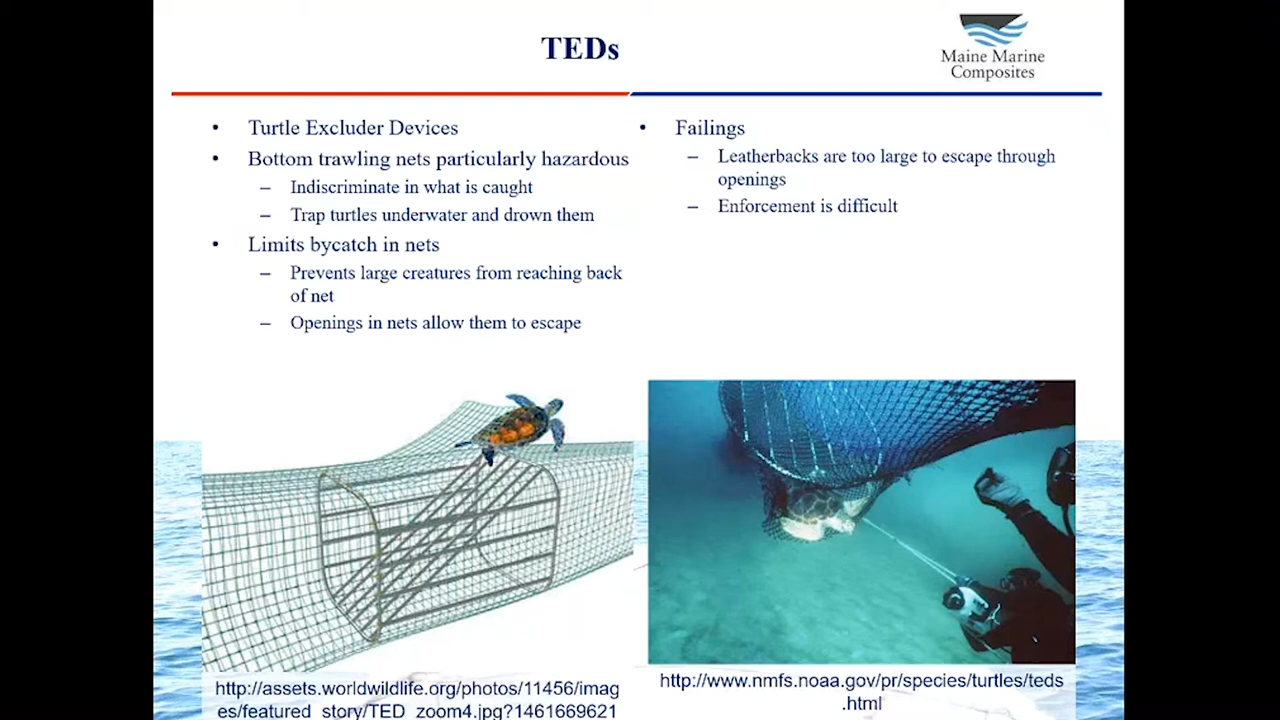 TEDs
Maine Marine
Composites
• Turtle Excluder Devices
• Bottom trawling nets particularly hazardous
– Indiscriminate in what is caught
– Trap turtles underwater and drown them
• Limits bycatch in nets
– Prevents large creatures from reaching back
of net
– Openings in nets allow them to escape
• Failings
– Leatherbacks are too large to escape through
openings
– Enforcement is difficult
http://assets.worldwildlife.org/photos/11456/imag
es/featured_story/TED_zoom4.jpg?1461669621
http://www.nmfs.noaa.gov/pr/species/turtles/teds
.html